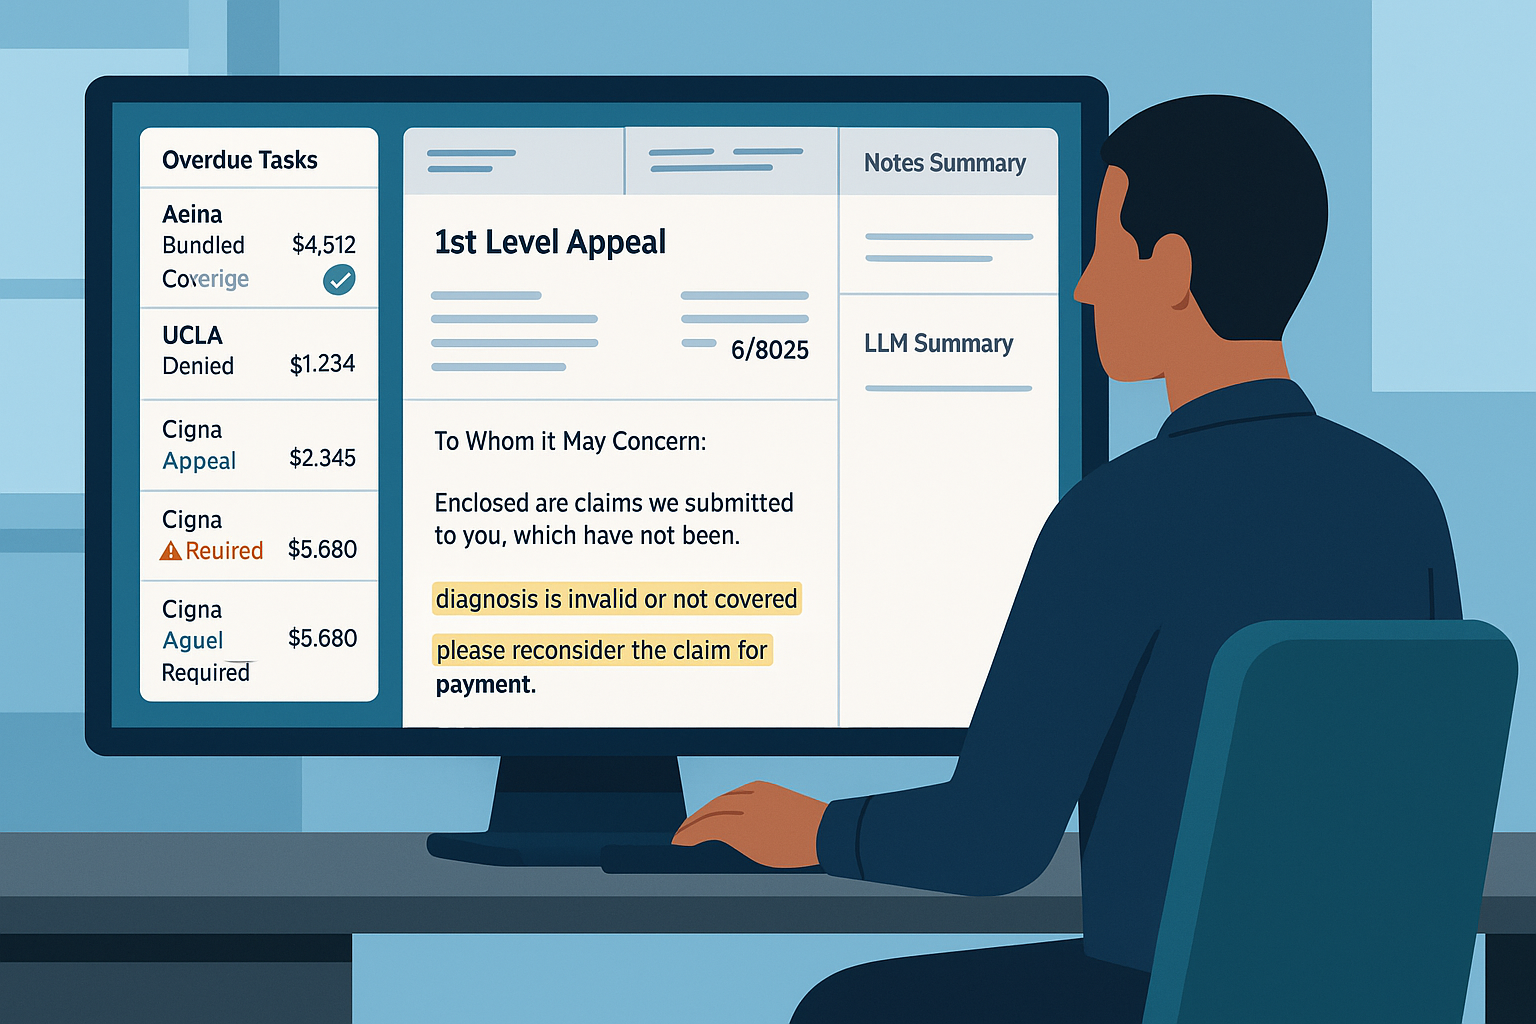 Overdue Tasks
Aeina
Bundled $4,512
Coverige
UCLA
Denied $1.234
Cigna
Appeal $2.345
Cigna
Reuired $5.680
Cigna
Aguel $5.680
Required
1st Level Appeal
6/8025
To Whom it May Concern:
Enclosed are claims we submitted
to you, which have not been.
diagnosis is invalid or not covered
please reconsider the claim for
payment.
Notes Summary
LLM Summary